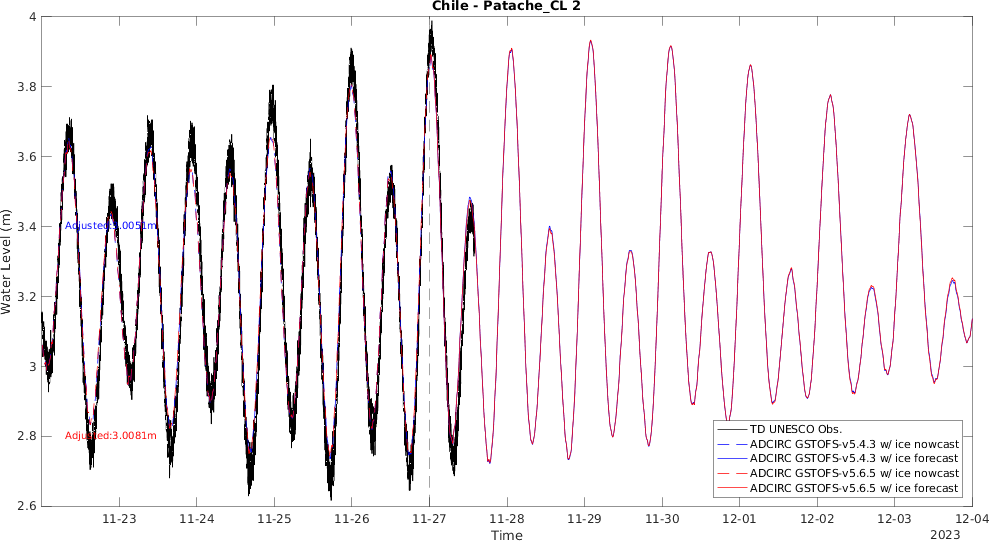 Chile - Patache_CL 2
Water Level (m)
4
3.8
3.6
3.4
3.2
3
2.8
2.6
Adjusted:3.0051m
Adjusted:3.0081m
TD UNESCO Obs.
ADCIRC GSTOFS-v5.4.3 w/ ice nowcast
ADCIRC GSTOFS-v5.4.3 w/ ice forecast
ADCIRC GSTOFS-v5.6.5 w/ ice nowcast
ADCIRC GSTOFS-v5.6.5 w/ ice forecast
11-23 11-24 11-25 11-26 11-27 11-28 11-29 11-30 12-01 12-02 12-03 12-04
Time
2023